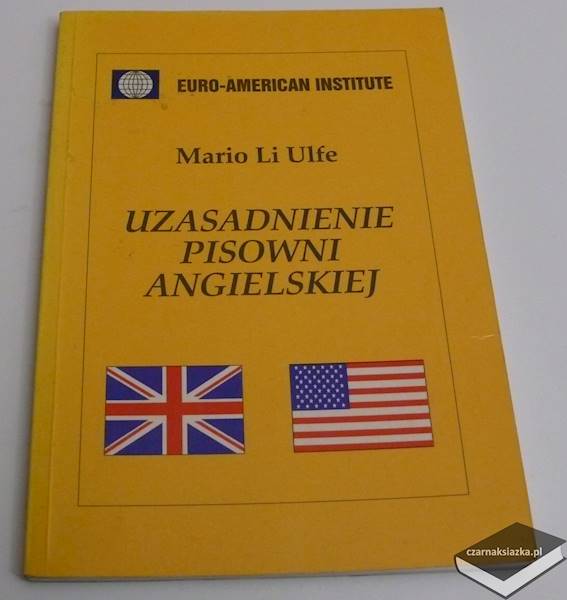 EURO-AMERICAN INSTITUTE
Mario Li Ulfe
UZASADNIENIE
PISOWNI
ANGIELSKIEJ
czarnaksiazka.pl